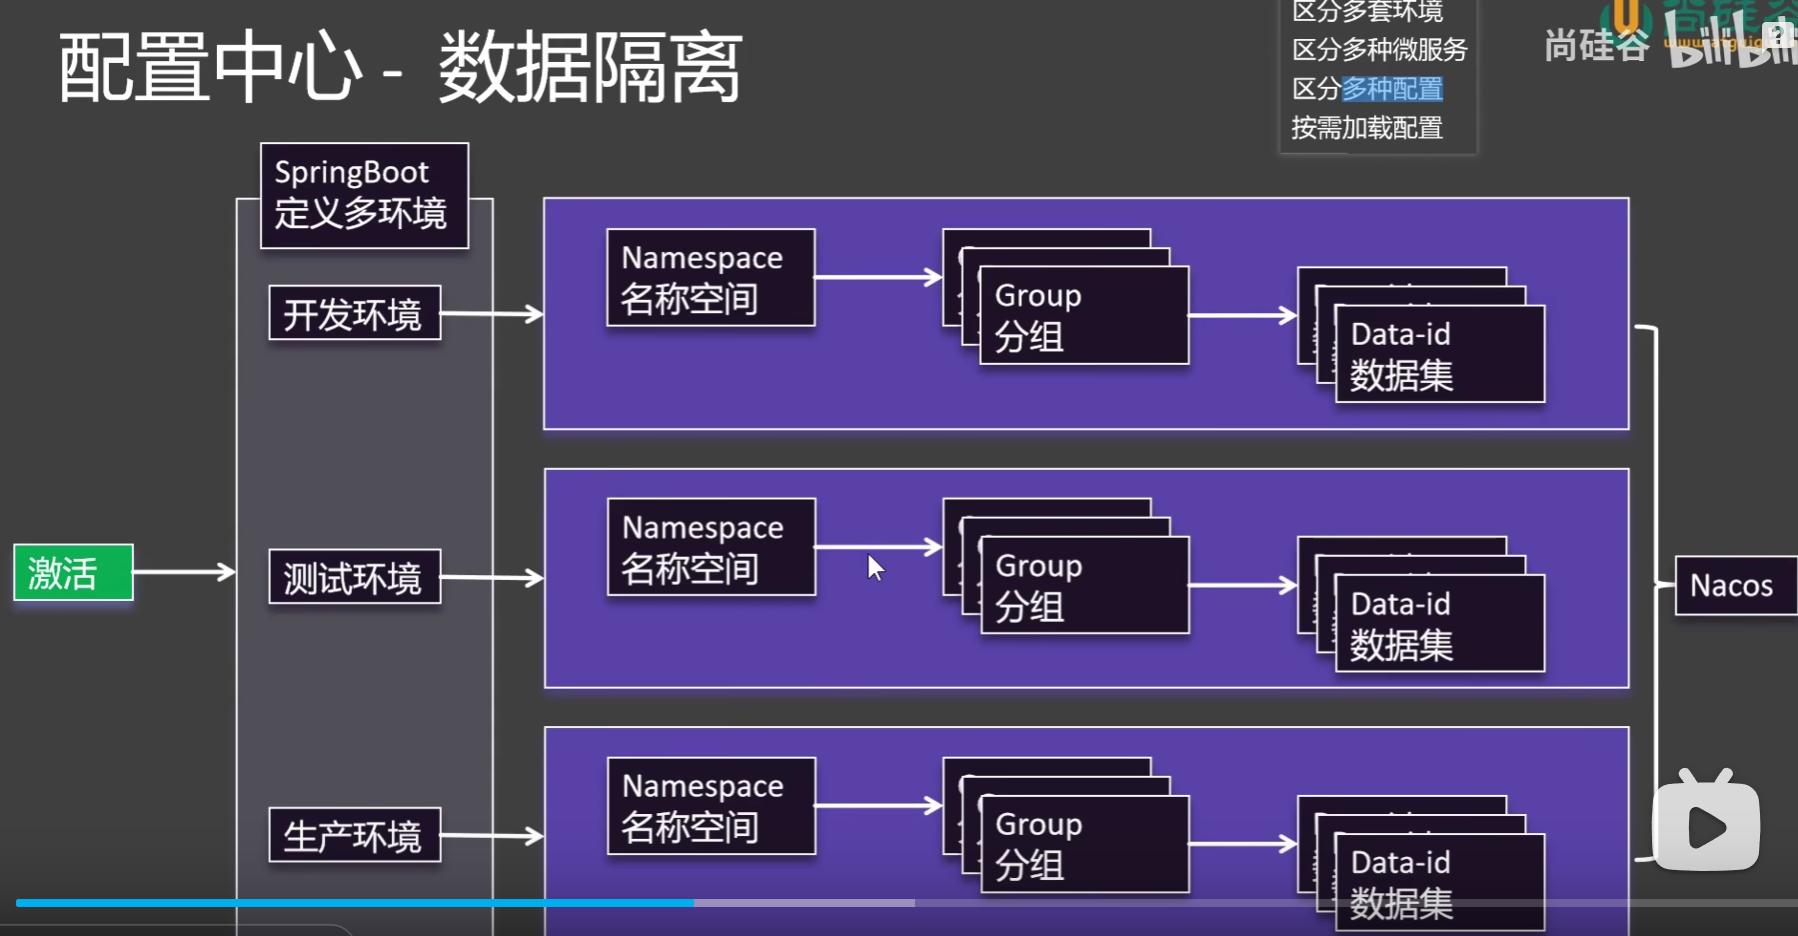 配置中心 - 数据隔离
区分多套环境
区分多种微服务
区分多种配置
按需加载配置
尚硅谷
bilibili
SpringBoot
定义多环境
激活
开发环境
Namespace
名称空间
Group
分组
Data-id
数据集
测试环境
Namespace
名称空间
Group
分组
Data-id
数据集
Nacos
生产环境
Namespace
名称空间
Group
分组
Data-id
数据集